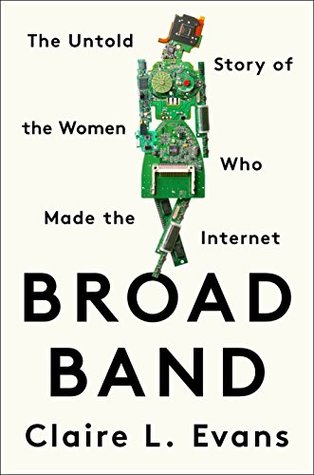 The Untold
Story of
the Women
Who
Made the
Internet
BROAD
BAND
Claire L. Evans